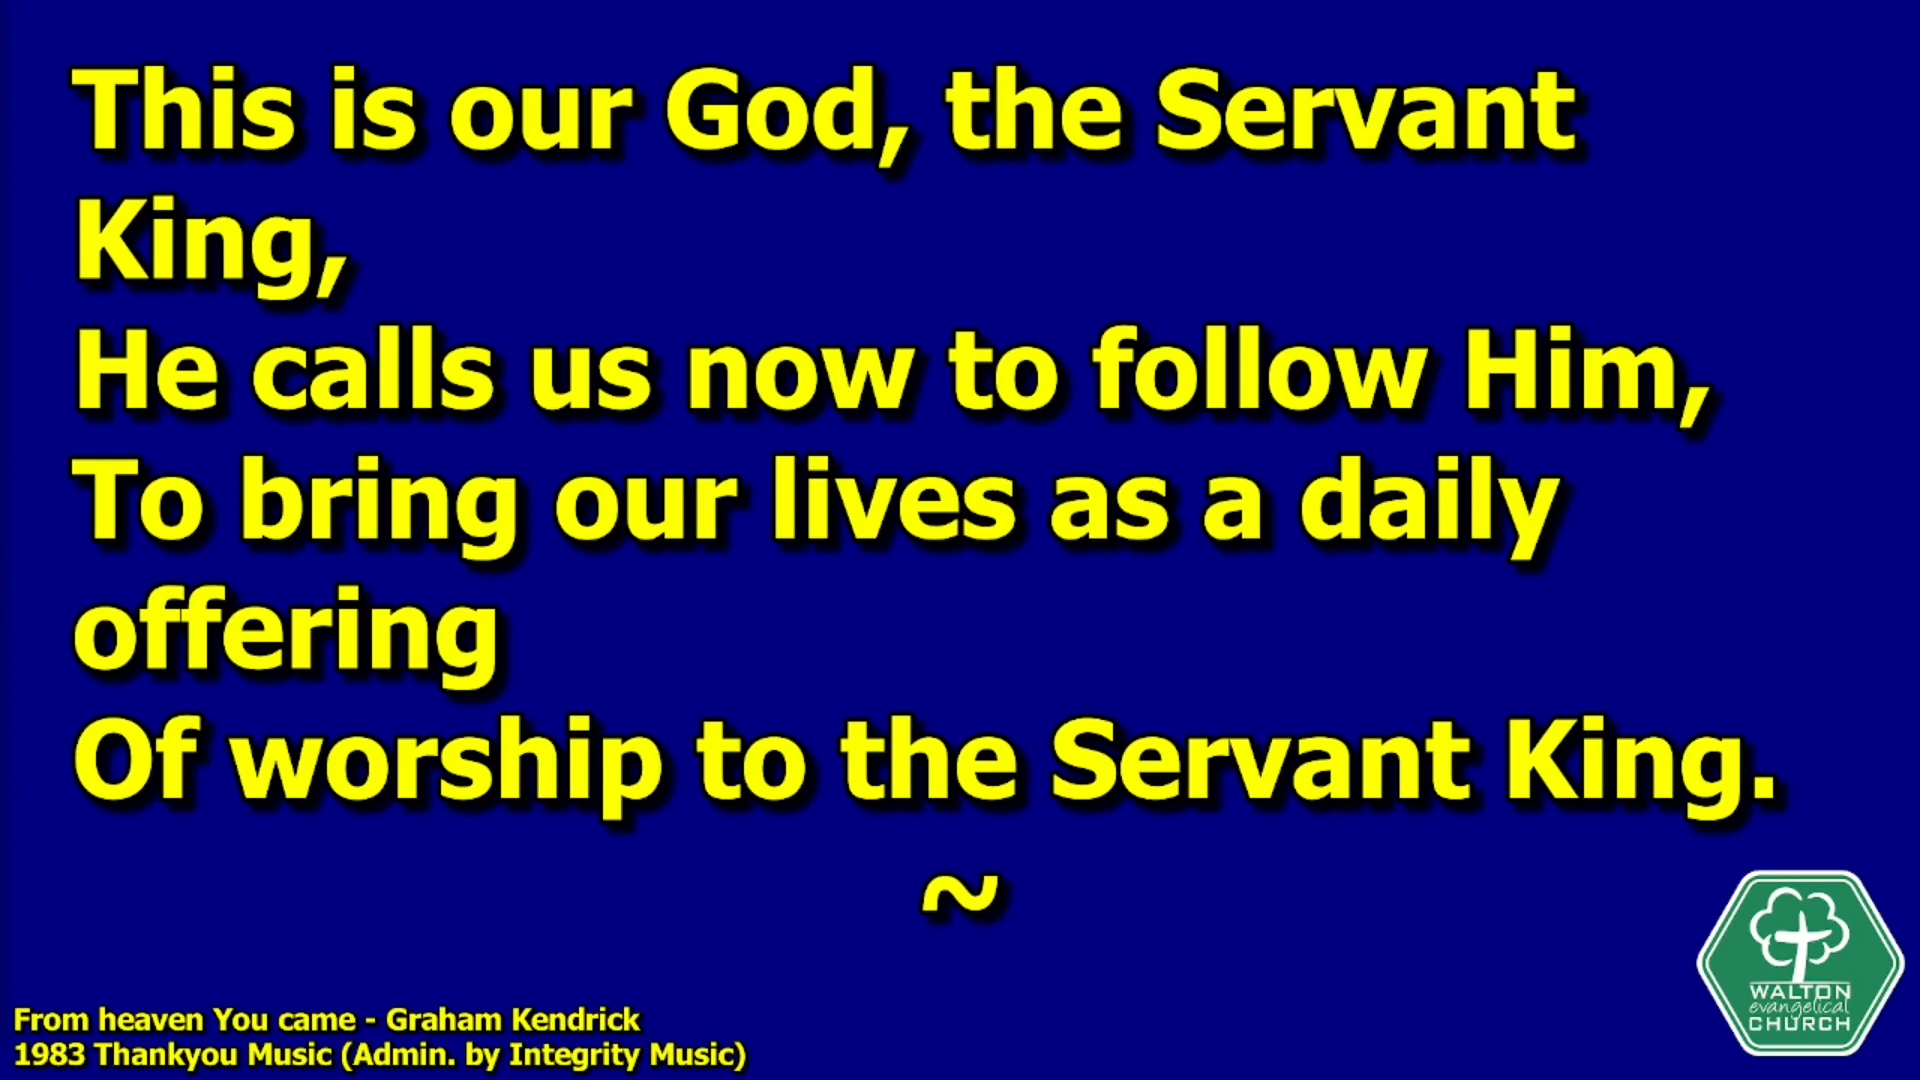 This is our God, the Servant
King,
He calls us now to follow Him,
To bring our lives as a daily
offering
Of worship to the Servant King.
~
From heaven You came - Graham Kendrick
1983 Thankyou Music (Admin. by Integrity Music)
WALTON
evangelical
CHURCH